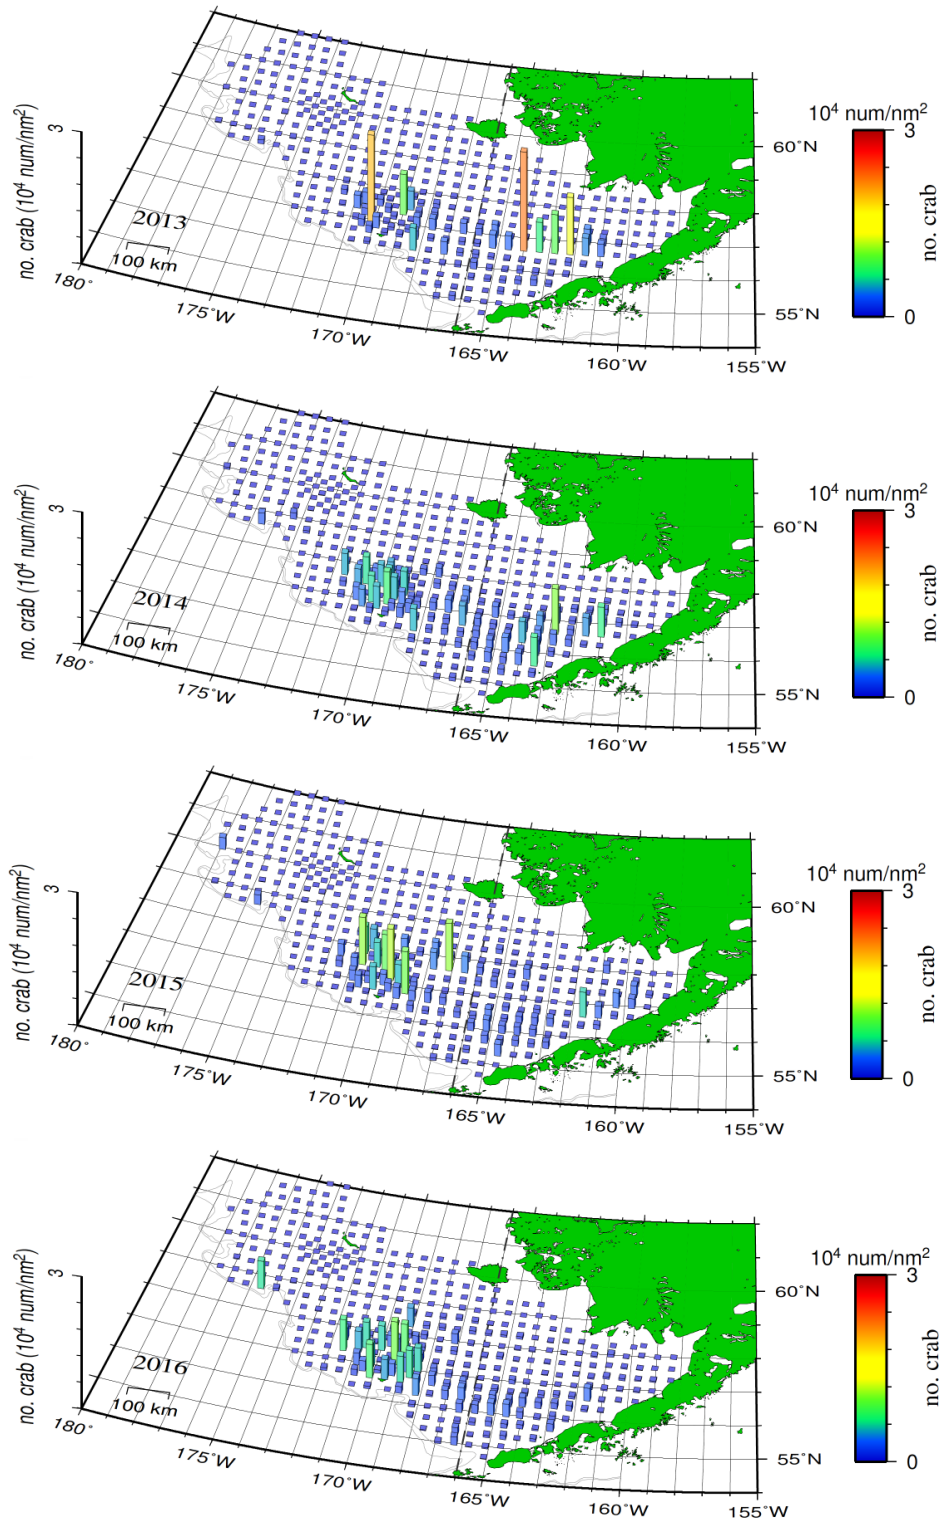 10⁴ num/nm²
3
no. crab
0
no. crab (10⁴ num/nm²)
3
2013
100 km
180°
175°W
170°W
165°W
160°W
155°W
60°N
55°N
10⁴ num/nm²
3
no. crab
0
no. crab (10⁴ num/nm²)
3
2014
100 km
180°
175°W
170°W
165°W
160°W
155°W
60°N
55°N
10⁴ num/nm²
3
no. crab
0
no. crab (10⁴ num/nm²)
3
2015
100 km
180°
175°W
170°W
165°W
160°W
155°W
60°N
55°N
10⁴ num/nm²
3
no. crab
0
no. crab (10⁴ num/nm²)
3
2016
100 km
180°
175°W
170°W
165°W
160°W
155°W
60°N
55°N